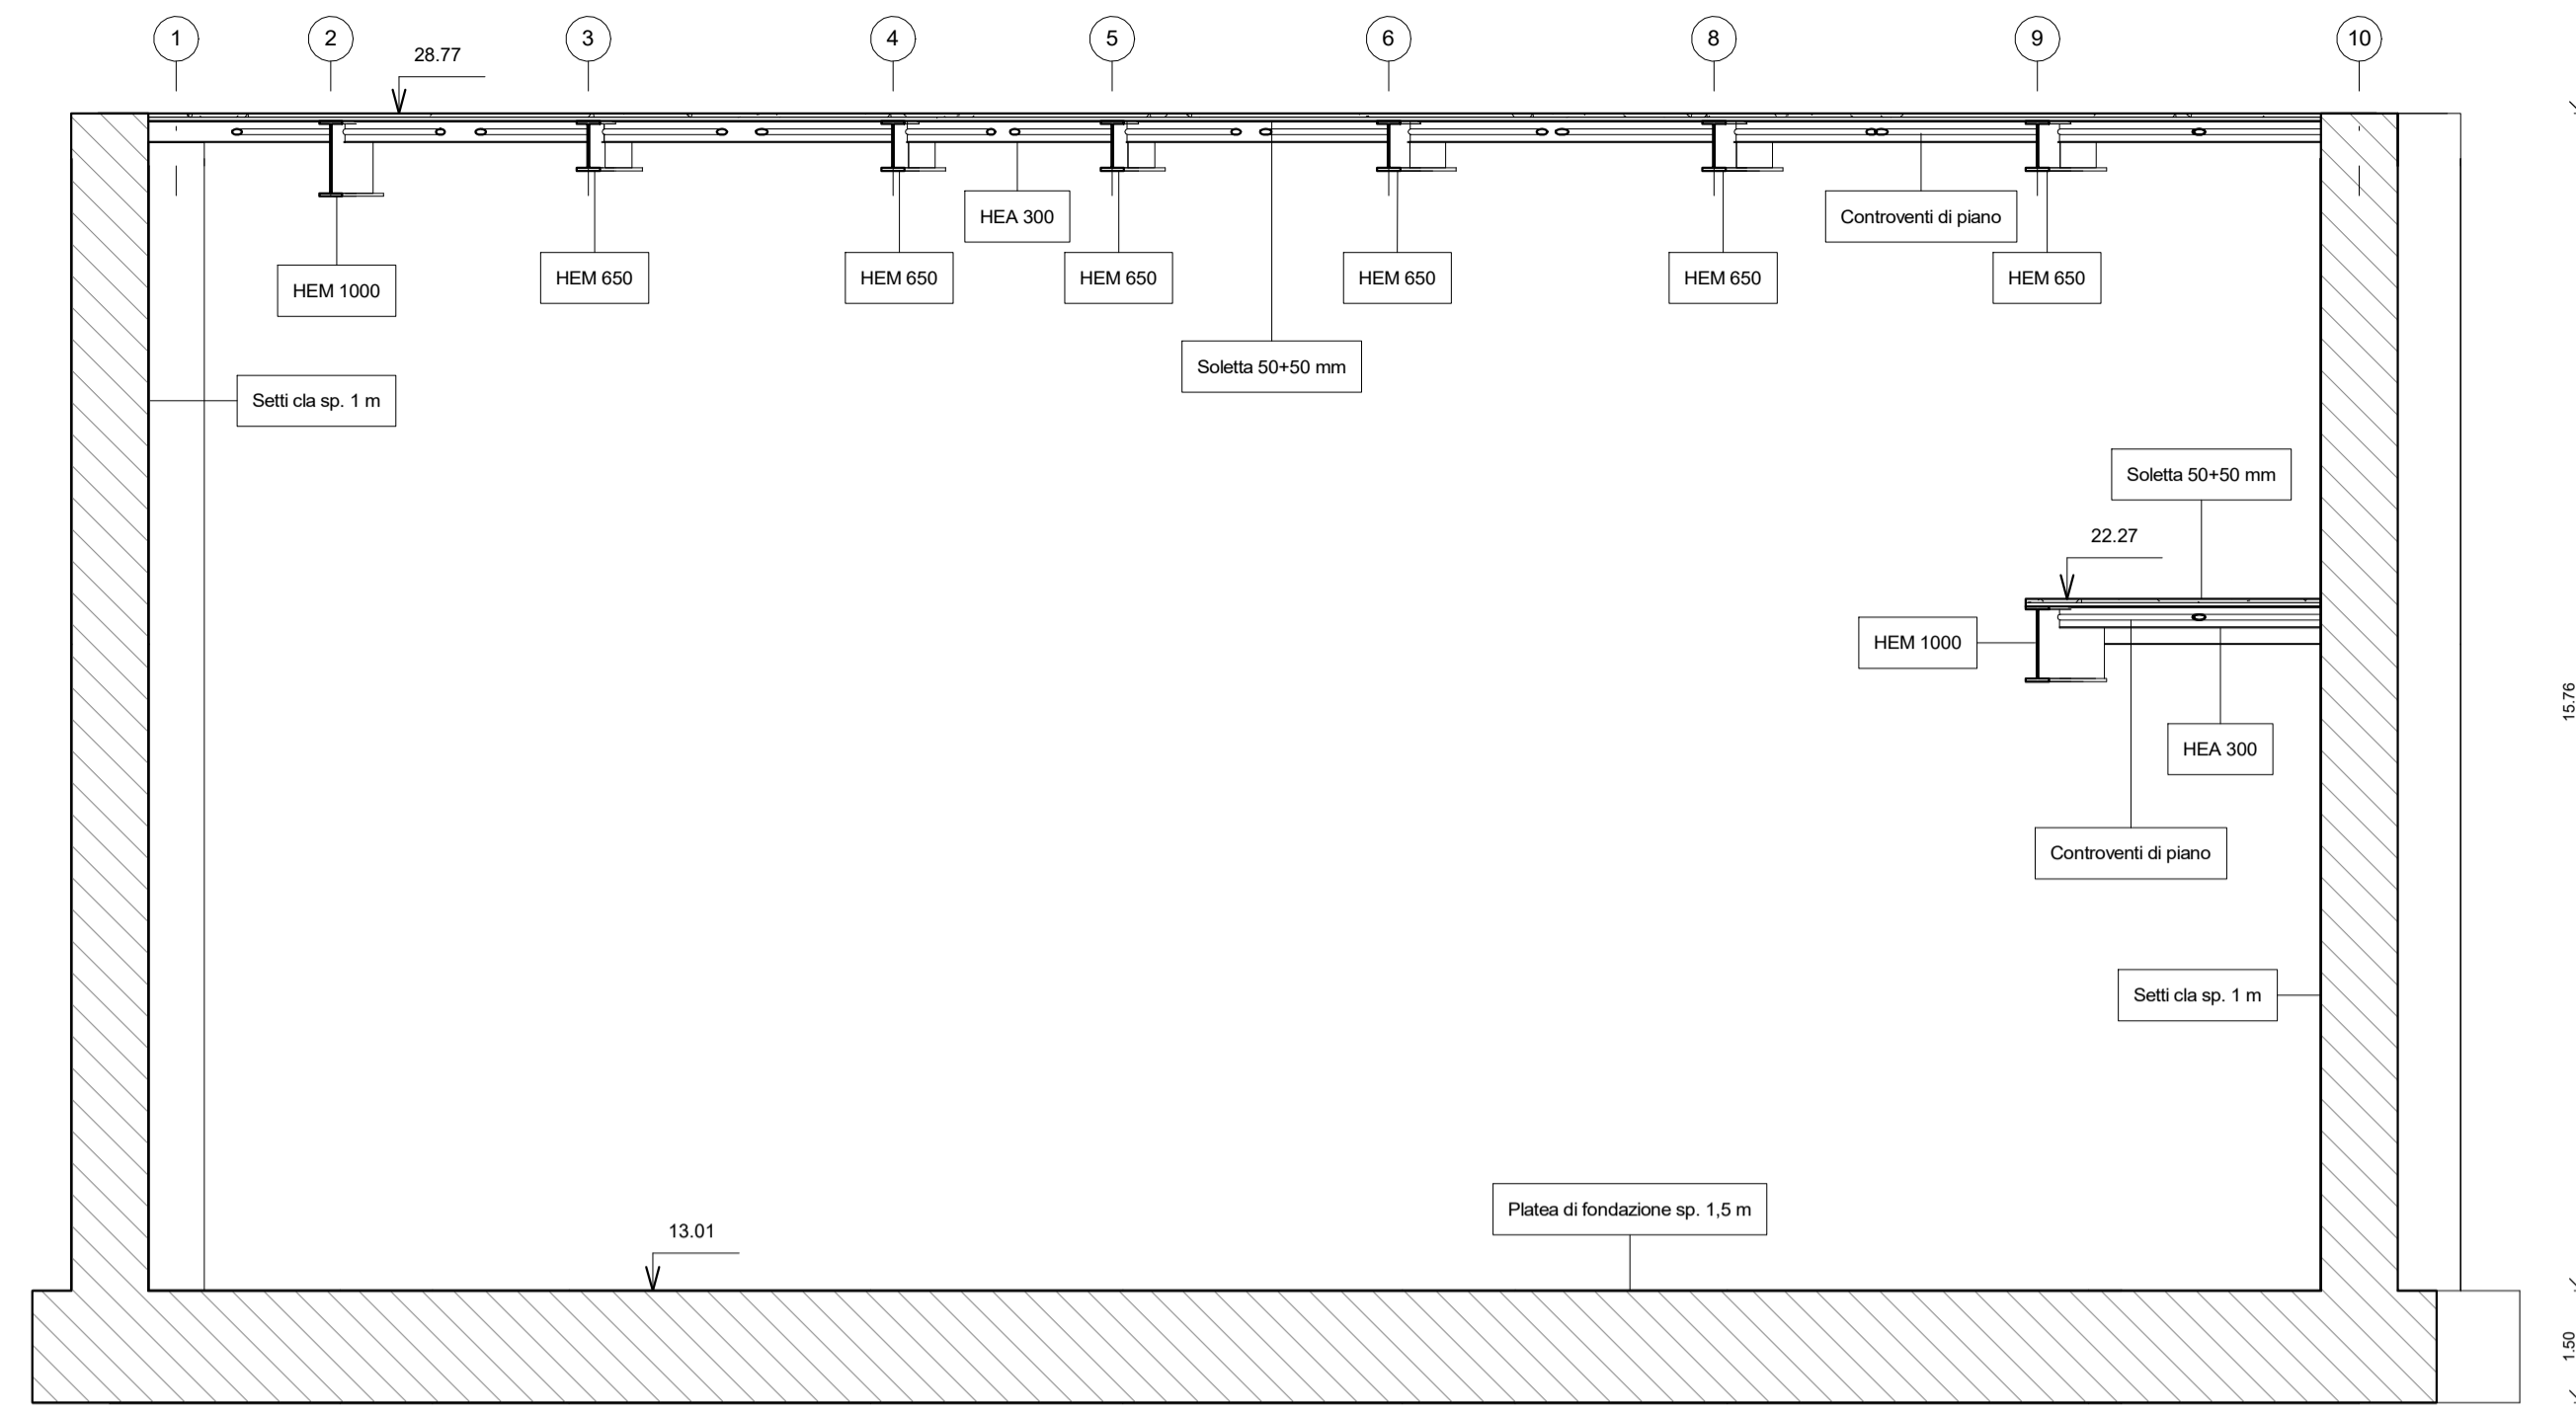 1
2
3
4
5
6
8
9
10
28.77
HEA 300
Controventi di piano
HEM 1000
HEM 650
HEM 650
HEM 650
HEM 650
HEM 650
HEM 650
Soletta 50+50 mm
Setti cla sp. 1 m
Soletta 50+50 mm
22.27
HEM 1000
15.76
HEA 300
Controventi di piano
Setti cla sp. 1 m
Platea di fondazione sp. 1,5 m
13.01
1.50